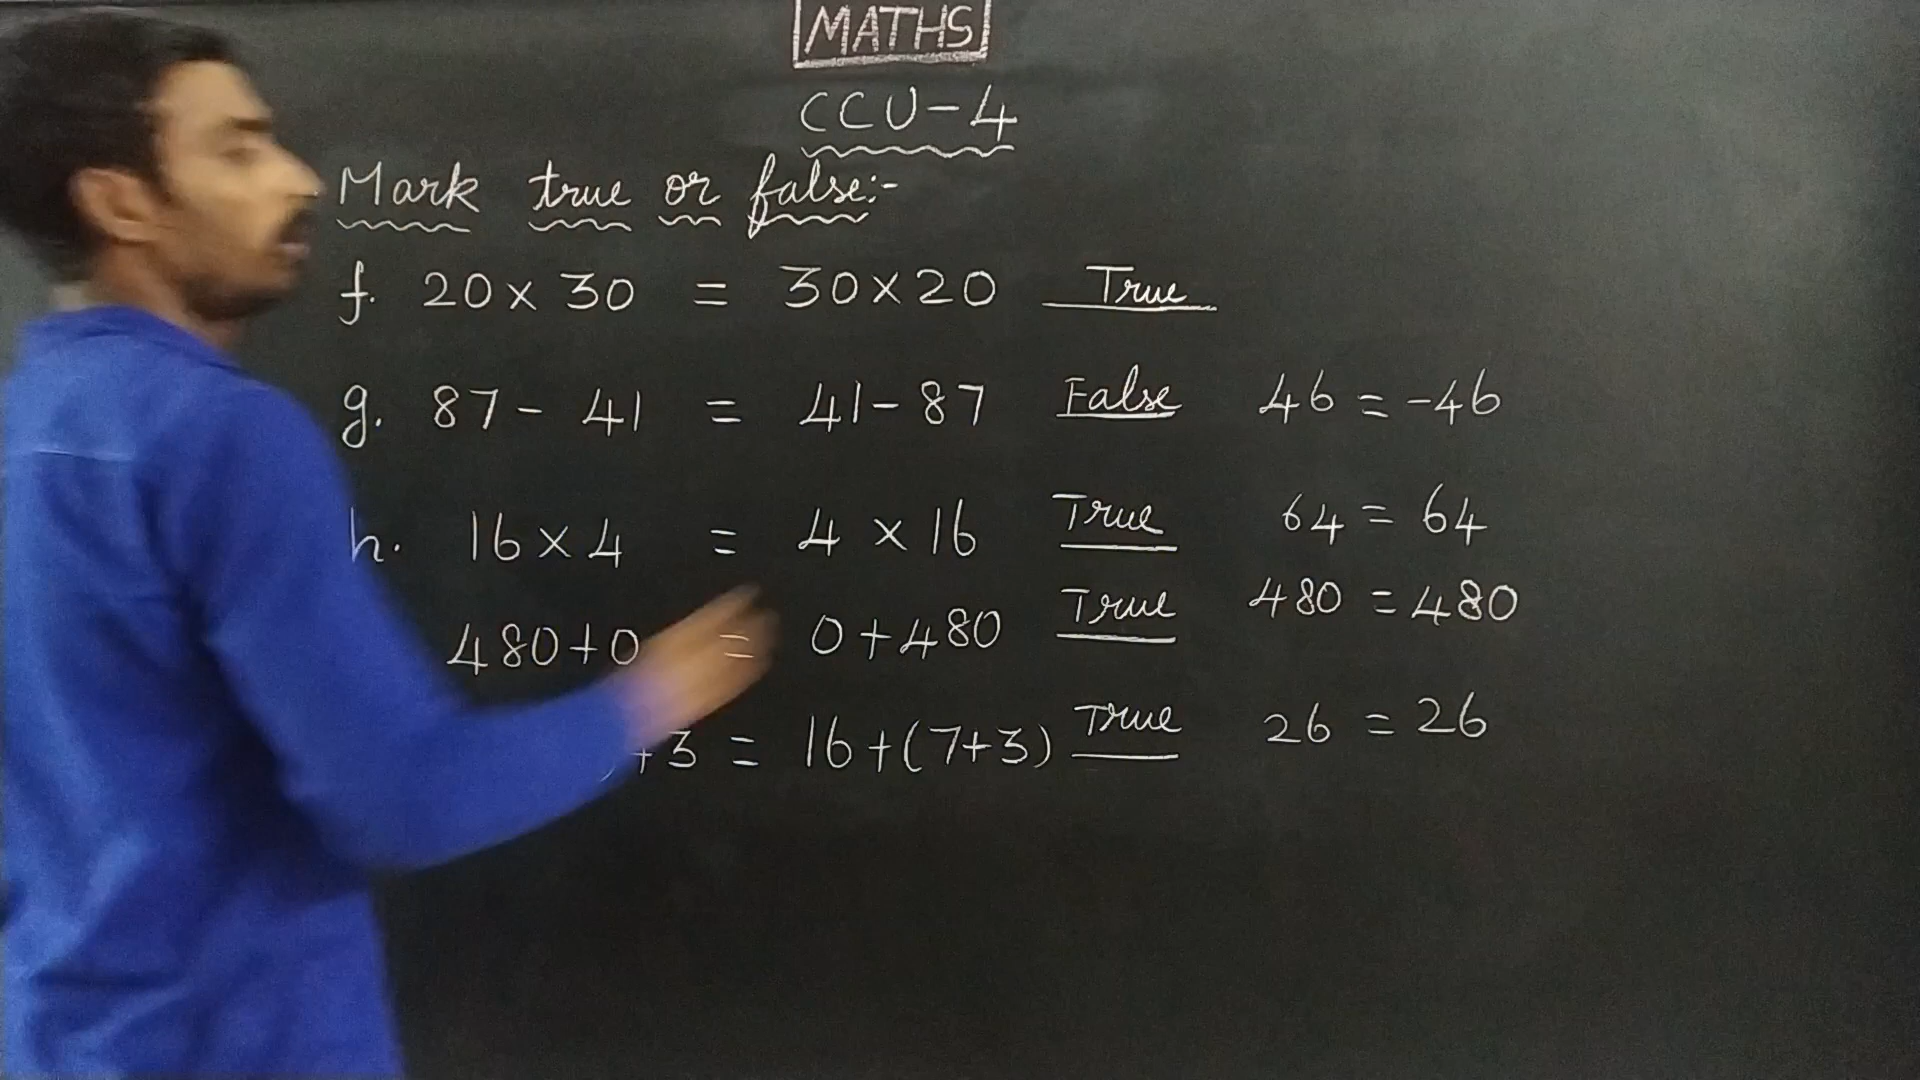 MATHS
CCU-4
Mark true or false:-
f. 20 x 30 = 30 x 20 True
g. 87 - 41 = 41 - 87 False 46 = -46
h. 16 x 4 = 4 x 16 True 64 = 64
480+0 = 0+480 True 480 = 480
+3 = 16+(7+3) True 26 = 26